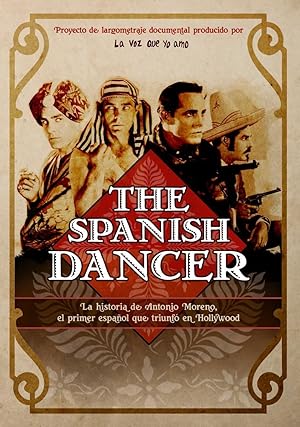 Proyecto de largometraje documental producido por
La voz que yo amo
THE
SPANISH
DANCER
La historia de Antonio Moreno,
el primer español que triunfó en Hollywood